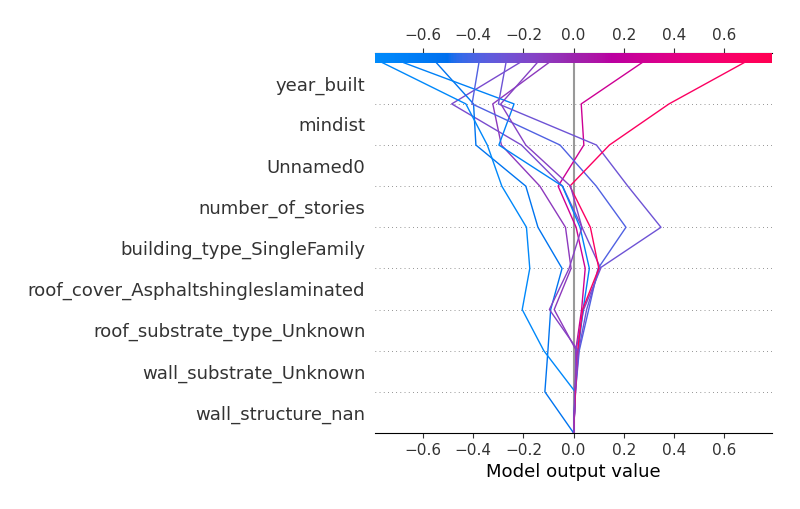 −0.6 −0.4 −0.2 0.0 0.2 0.4 0.6
year_built
mindist
Unnamed0
number_of_stories
building_type_SingleFamily
roof_cover_Asphaltshingleslaminated
roof_substrate_type_Unknown
wall_substrate_Unknown
wall_structure_nan
−0.6 −0.4 −0.2 0.0 0.2 0.4 0.6
Model output value